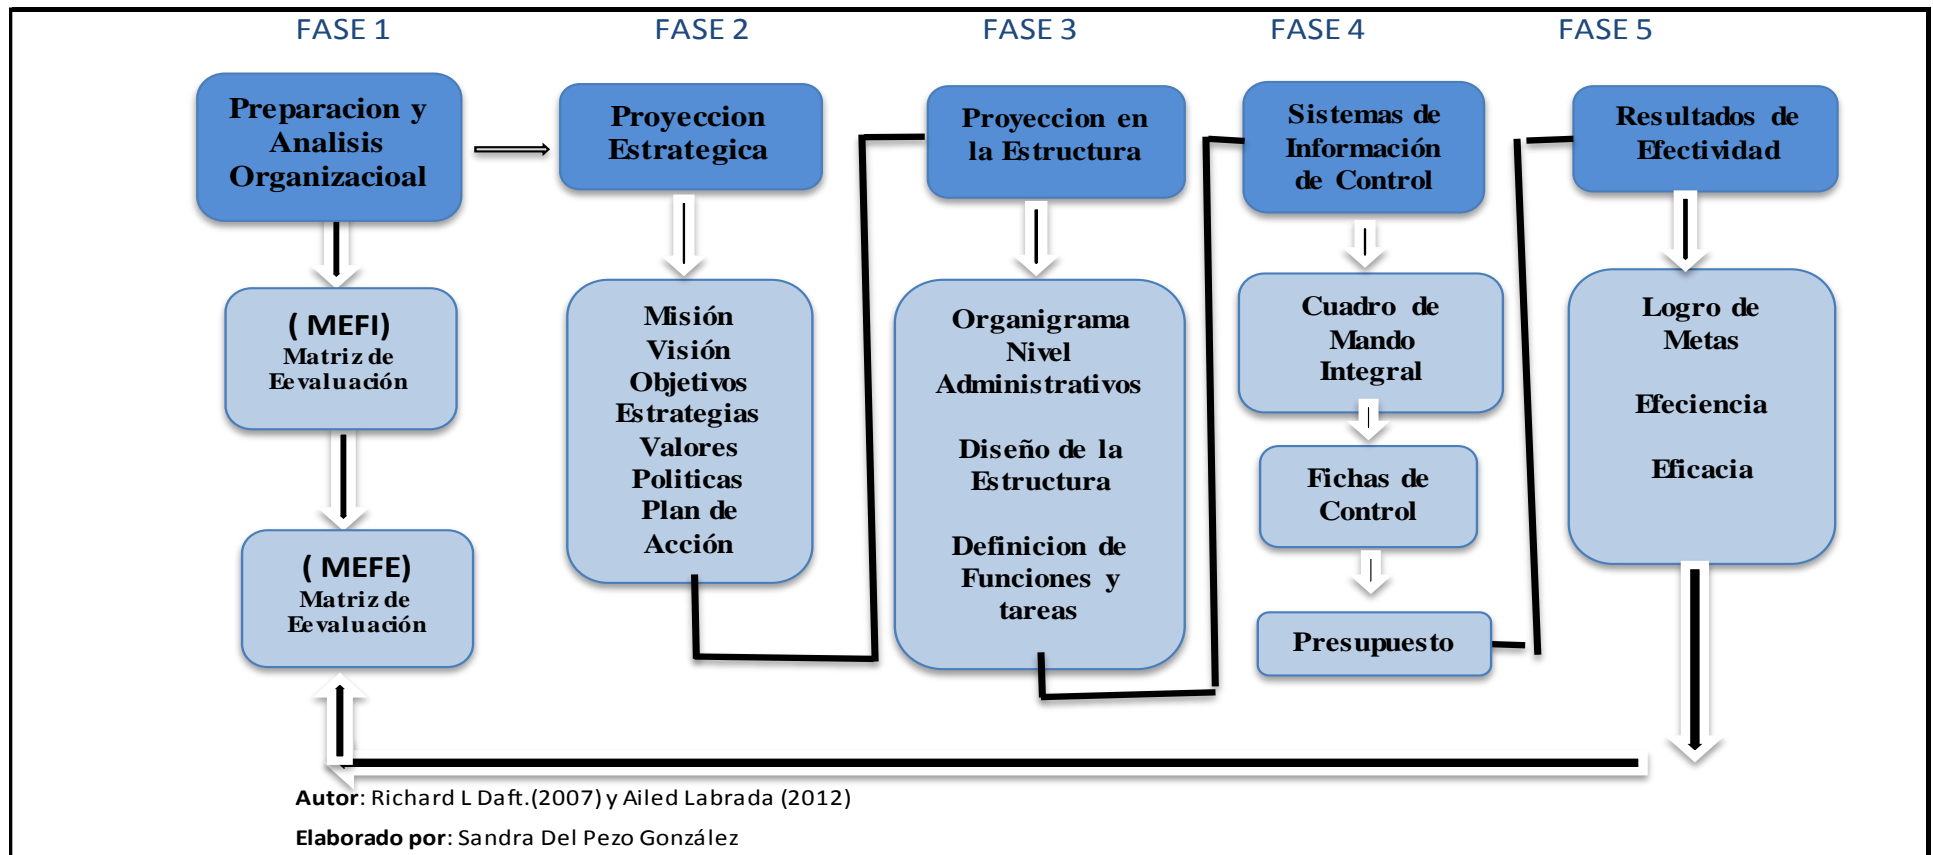 FASE 1
FASE 2
FASE 3
FASE 4
FASE 5
Preparacion y
Analisis
Organizacioal
Proyeccion
Estrategica
Proyeccion en
la Estructura
Sistemas de
Información
de Control
Resultados de
Efectividad
( MEFI)
Matriz de
Eevaluación
( MEFE)
Matriz de
Eevaluación
Misión
Visión
Objetivos
Estrategias
Valores
Politicas
Plan de
Acción
Organigrama
Nivel
Administrativos
Diseño de la
Estructura
Definicion de
Funciones y
tareas
Cuadro de
Mando
Integral
Fichas de
Control
Presupuesto
Logro de
Metas
Efeciencia
Eficacia
Autor: Richard L Daft.(2007) y Ailed Labrada (2012)
Elaborado por: Sandra Del Pezo González